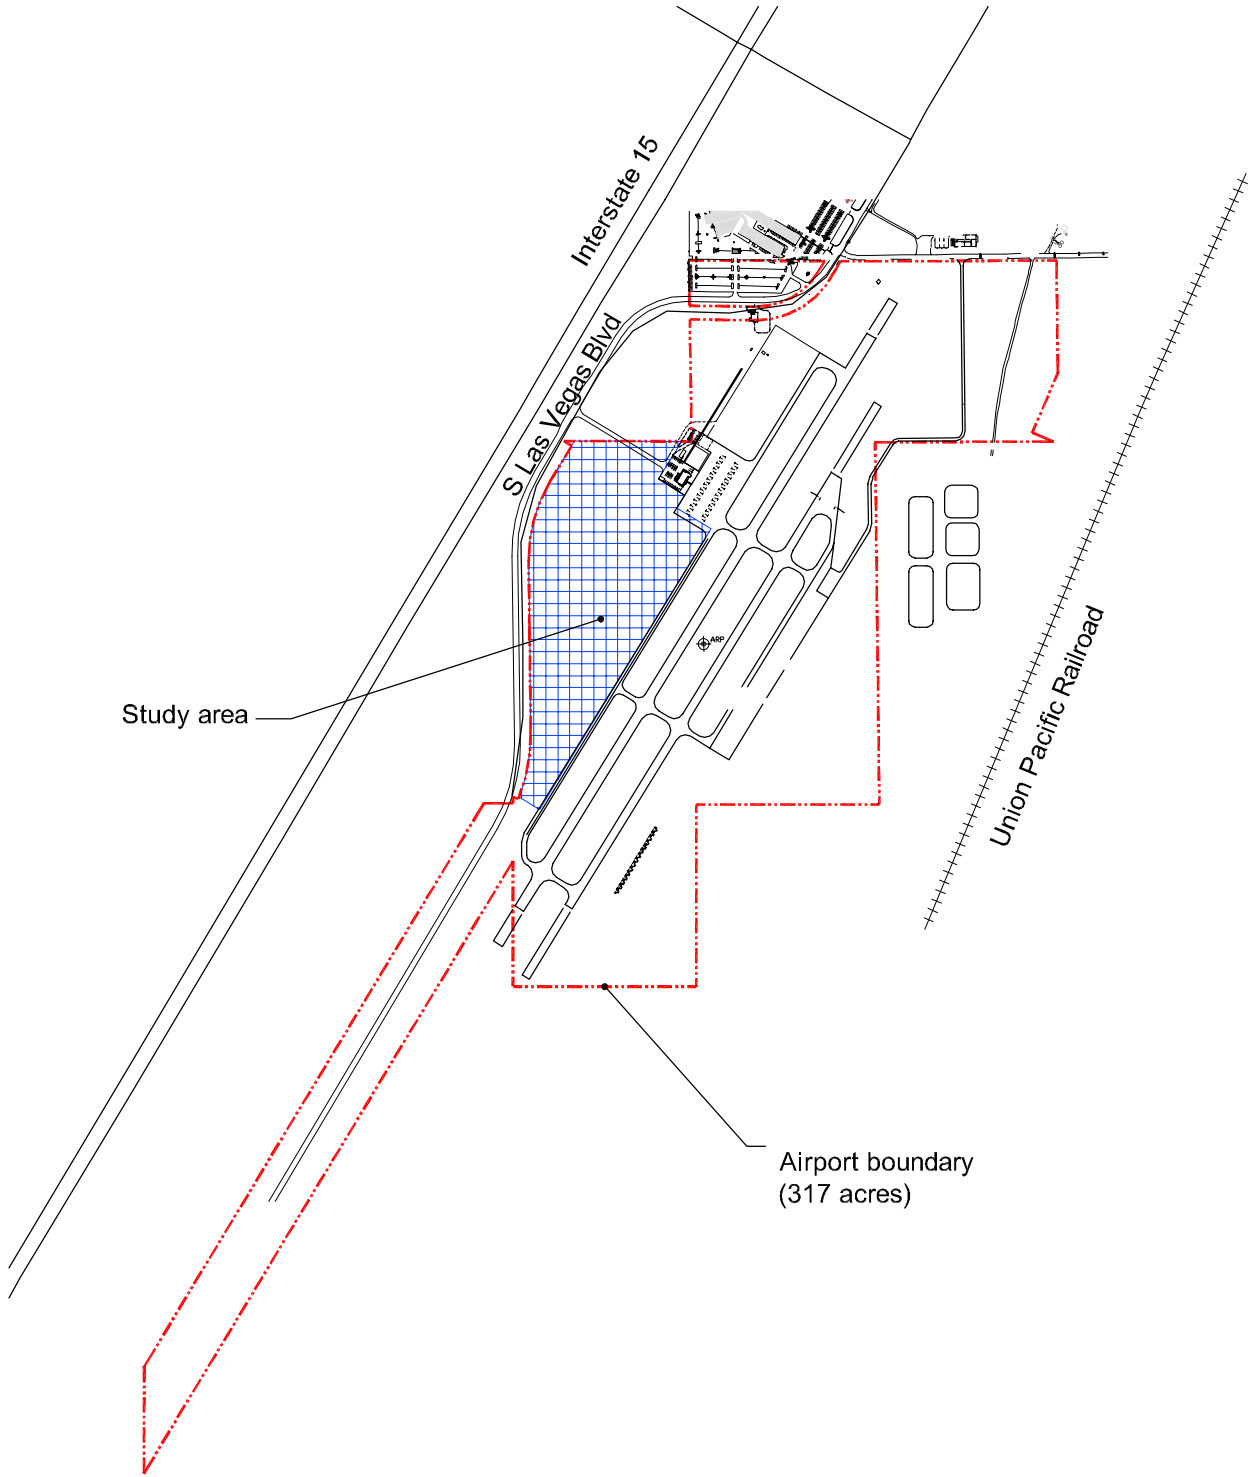 Interstate 15
S Las Vegas Blvd
ARP
Study area
Union Pacific Railroad
Airport boundary
(317 acres)